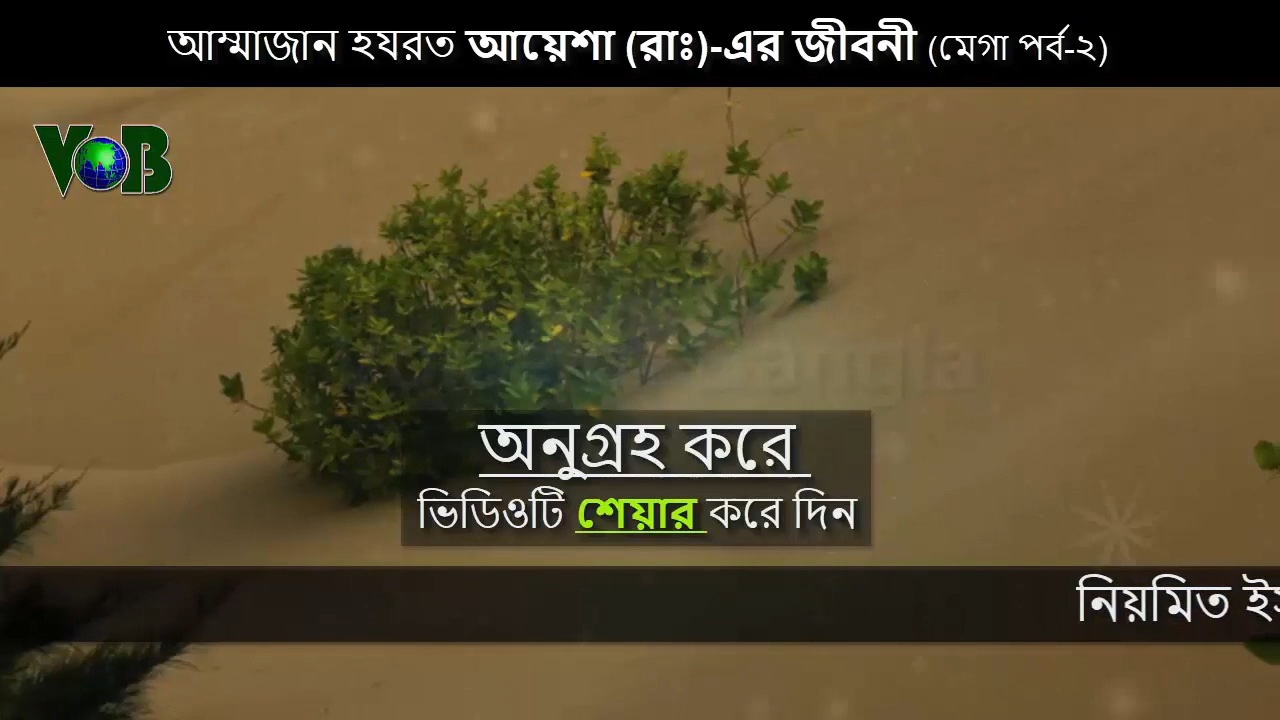 আম্মাজান হযরত আয়েশা (রাঃ)-এর জীবনী (মেগা পর্ব-২)
VOB
অনুগ্রহ করে
ভিডিওটি শেয়ার করে দিন
নিয়মিত